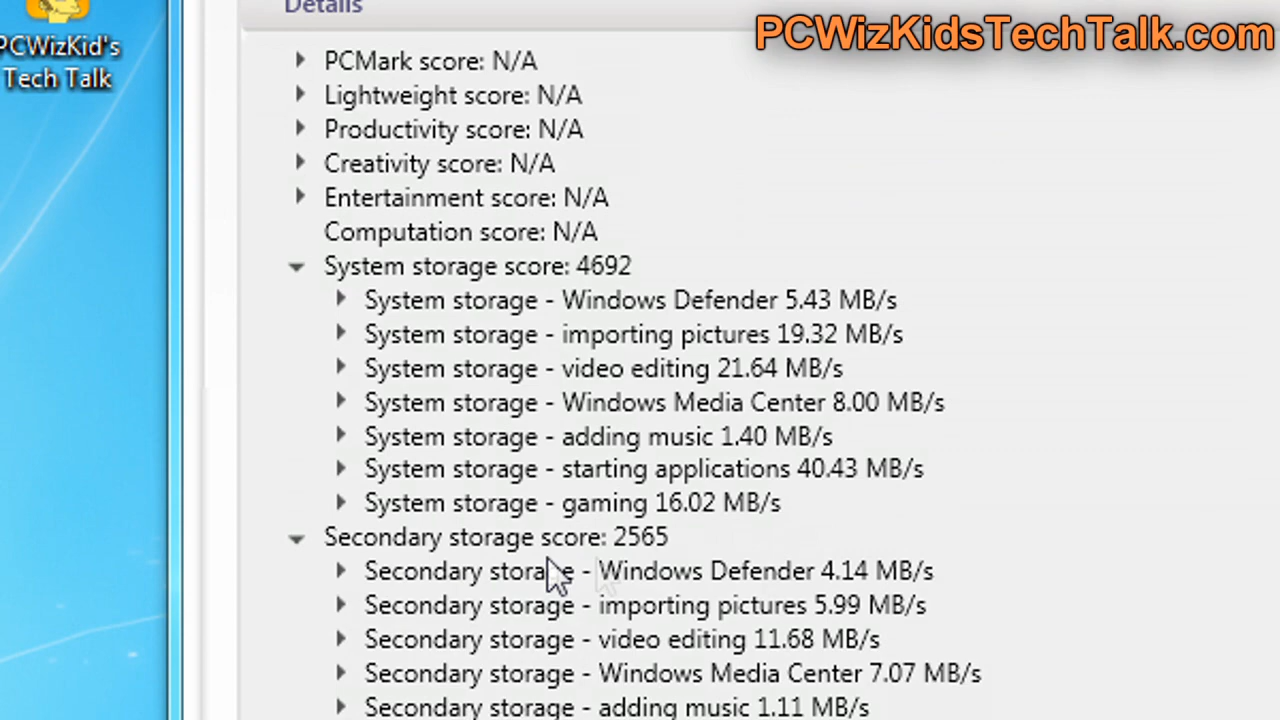 Details
PCWizKidsTechTalk.com
PCWizKid's
Tech Talk
PCMark score: N/A
Lightweight score: N/A
Productivity score: N/A
Creativity score: N/A
Entertainment score: N/A
Computation score: N/A
System storage score: 4692
System storage - Windows Defender 5.43 MB/s
System storage - importing pictures 19.32 MB/s
System storage - video editing 21.64 MB/s
System storage - Windows Media Center 8.00 MB/s
System storage - adding music 1.40 MB/s
System storage - starting applications 40.43 MB/s
System storage - gaming 16.02 MB/s
Secondary storage score: 2565
Secondary storage - Windows Defender 4.14 MB/s
Secondary storage - importing pictures 5.99 MB/s
Secondary storage - video editing 11.68 MB/s
Secondary storage - Windows Media Center 7.07 MB/s
Secondary storage - adding music 1.11 MB/s